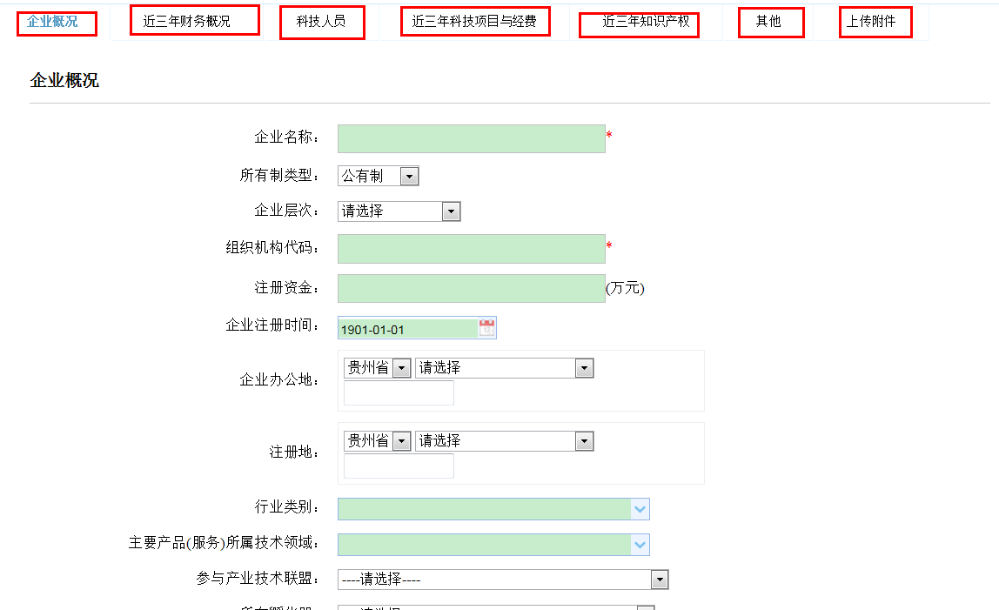 企业概况 近三年财务概况 科技人员 近三年科技项目与经费 近三年知识产权 其他 上传附件
企业概况
企业名称： *
所有制类型： 公有制
企业层次： 请选择
组织机构代码： *
注册资金： (万元)
企业注册时间： 1901-01-01
企业办公地： 贵州省 请选择
注册地： 贵州省 请选择
行业类别：
主要产品(服务)所属技术领域：
参与产业技术联盟： ----请选择----